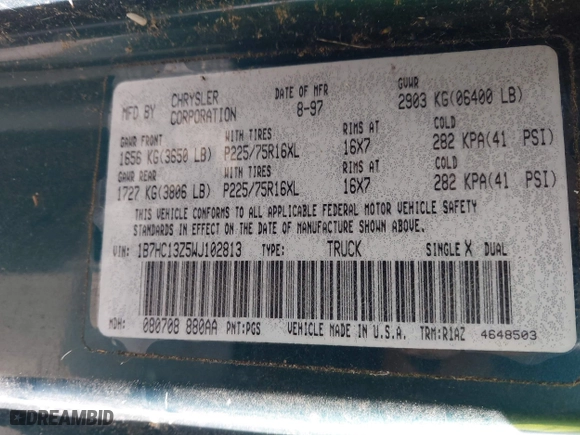 MFD BY CHRYSLER CORPORATION DATE OF MFR 8-97 GVWR 2903 KG(06400 LB)
GAWR FRONT WITH TIRES RIMS AT COLD
1656 KG(3650 LB) P225/75R16XL 16X7 282 KPA(41 PSI)
GAWR REAR WITH TIRES RIMS AT COLD
1727 KG(3806 LB) P225/75R16XL 16X7 282 KPA(41 PSI)
THIS VEHICLE CONFORMS TO ALL APPLICABLE FEDERAL MOTOR VEHICLE SAFETY
STANDARDS IN EFFECT ON THE DATE OF MANUFACTURE SHOWN ABOVE.
VIN: 1B7HC13Z5WJ102813 TRUCK SINGLE X DUAL
MDH: 080708 880AA PNT:PGS VEHICLE MADE IN U.S.A. TRM:R1AZ 4648503
DREAMBID